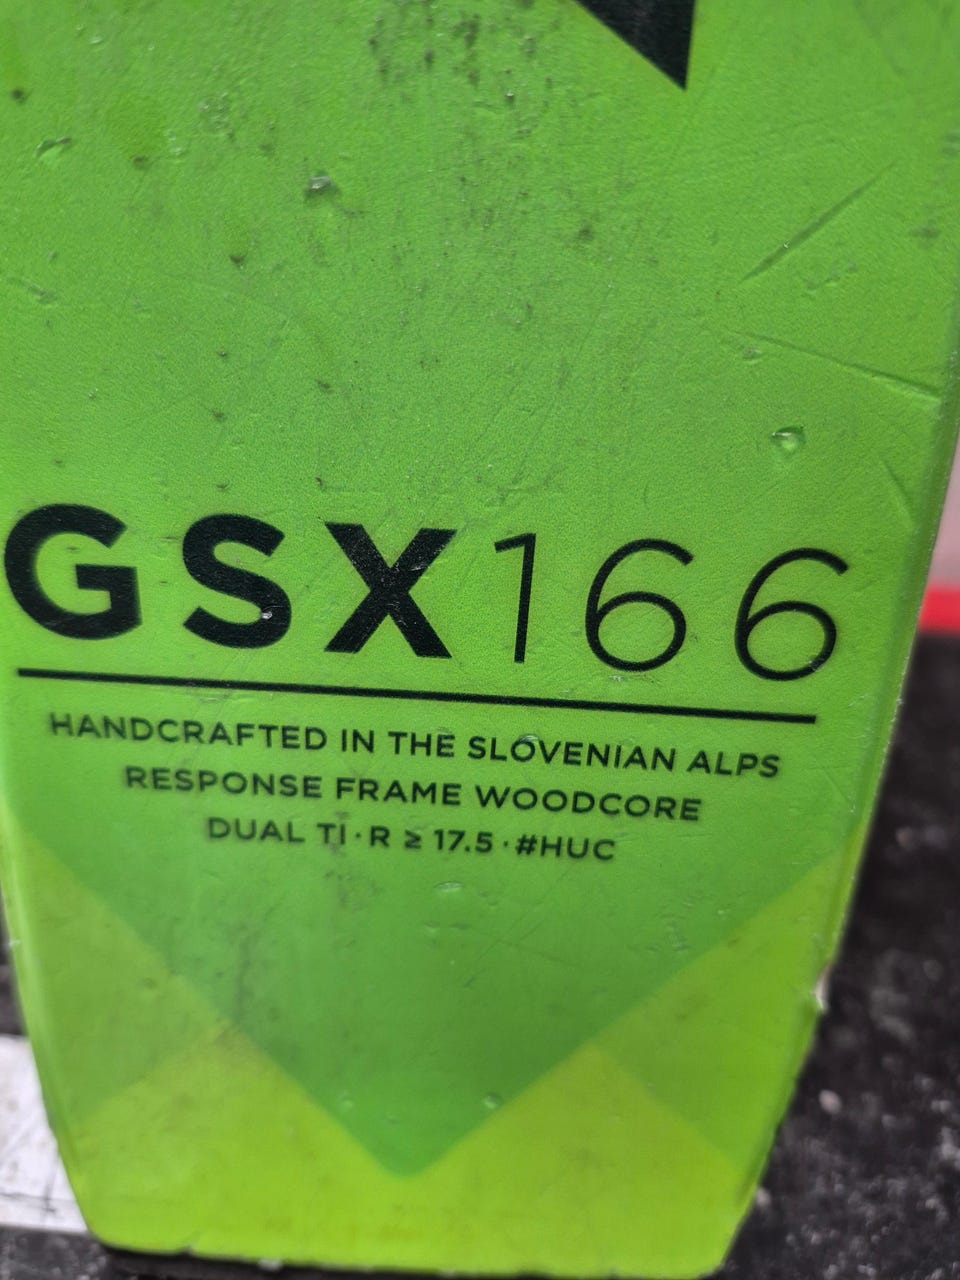 GSX166
HANDCRAFTED IN THE SLOVENIAN ALPS
RESPONSE FRAME WOODCORE
DUAL TI · R ≥ 17.5 · #HUC